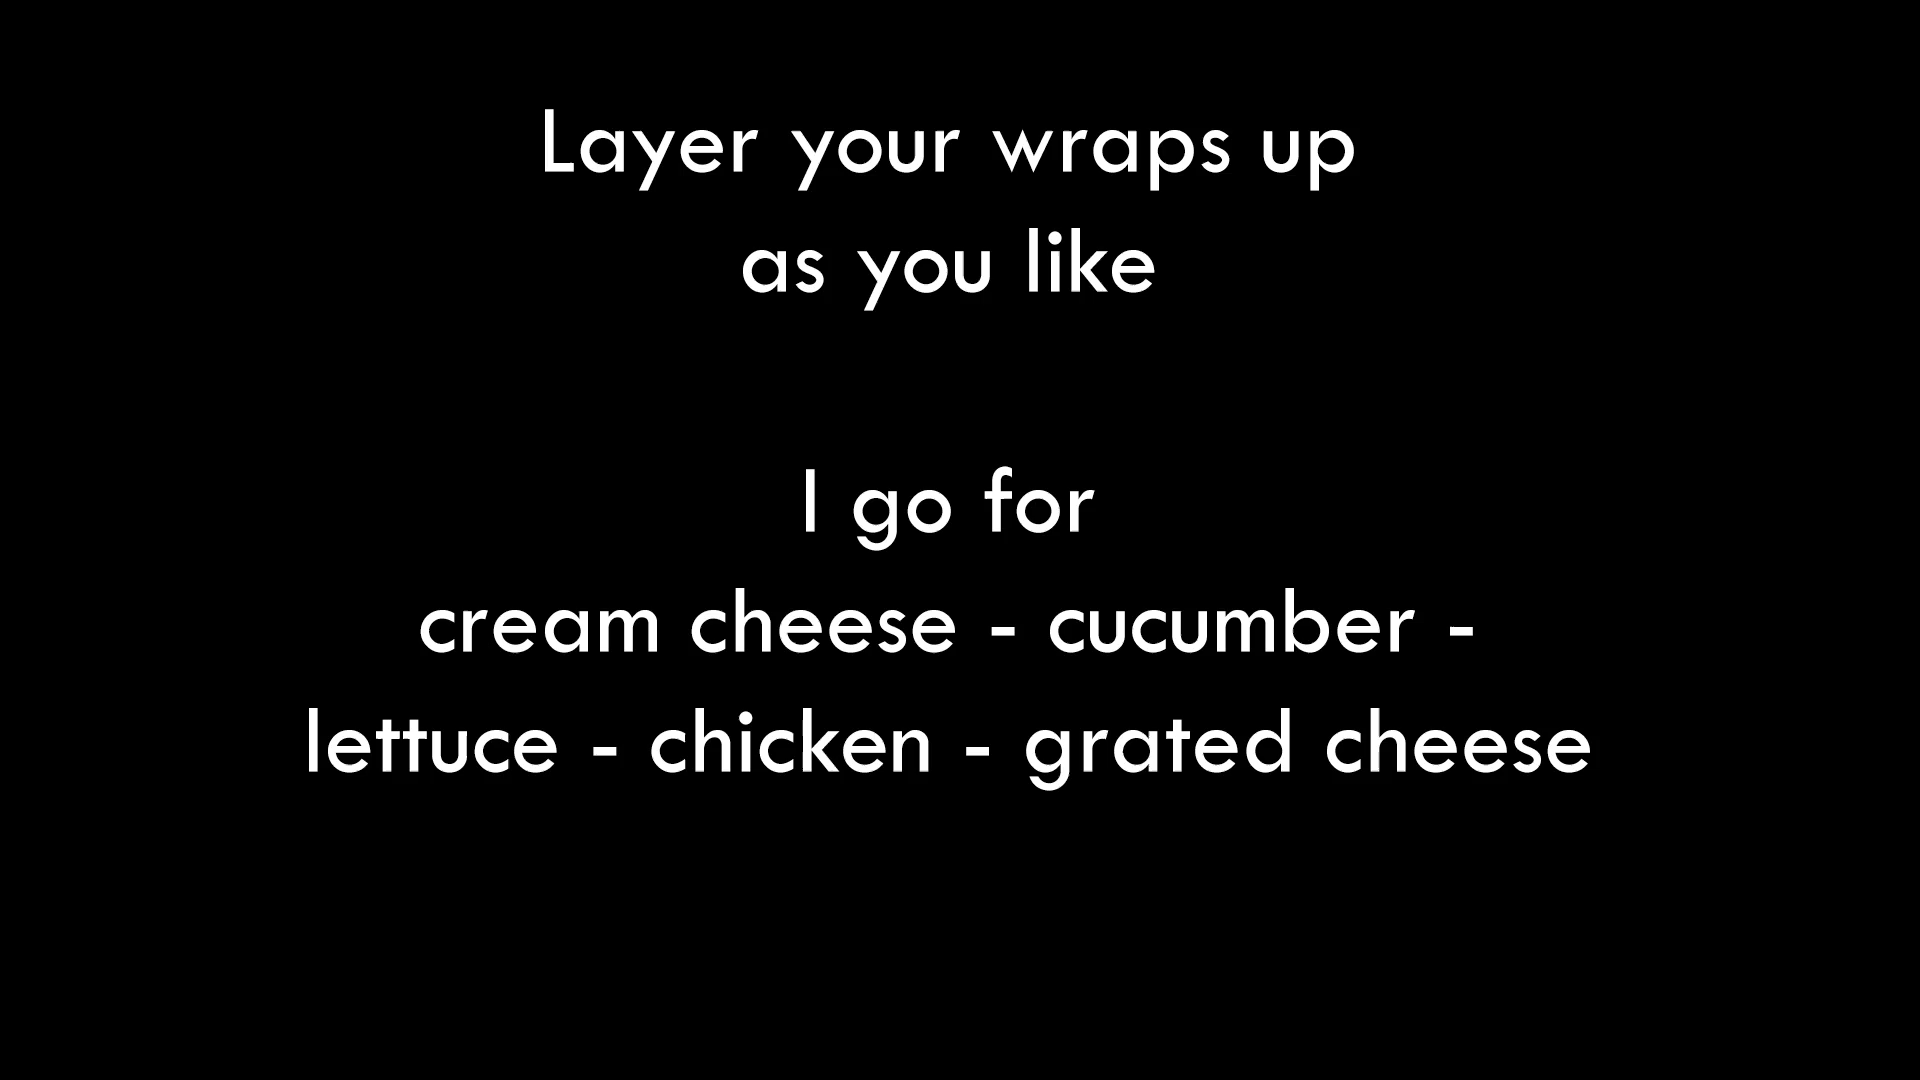 Layer your wraps up
as you like
I go for
cream cheese - cucumber -
lettuce - chicken - grated cheese